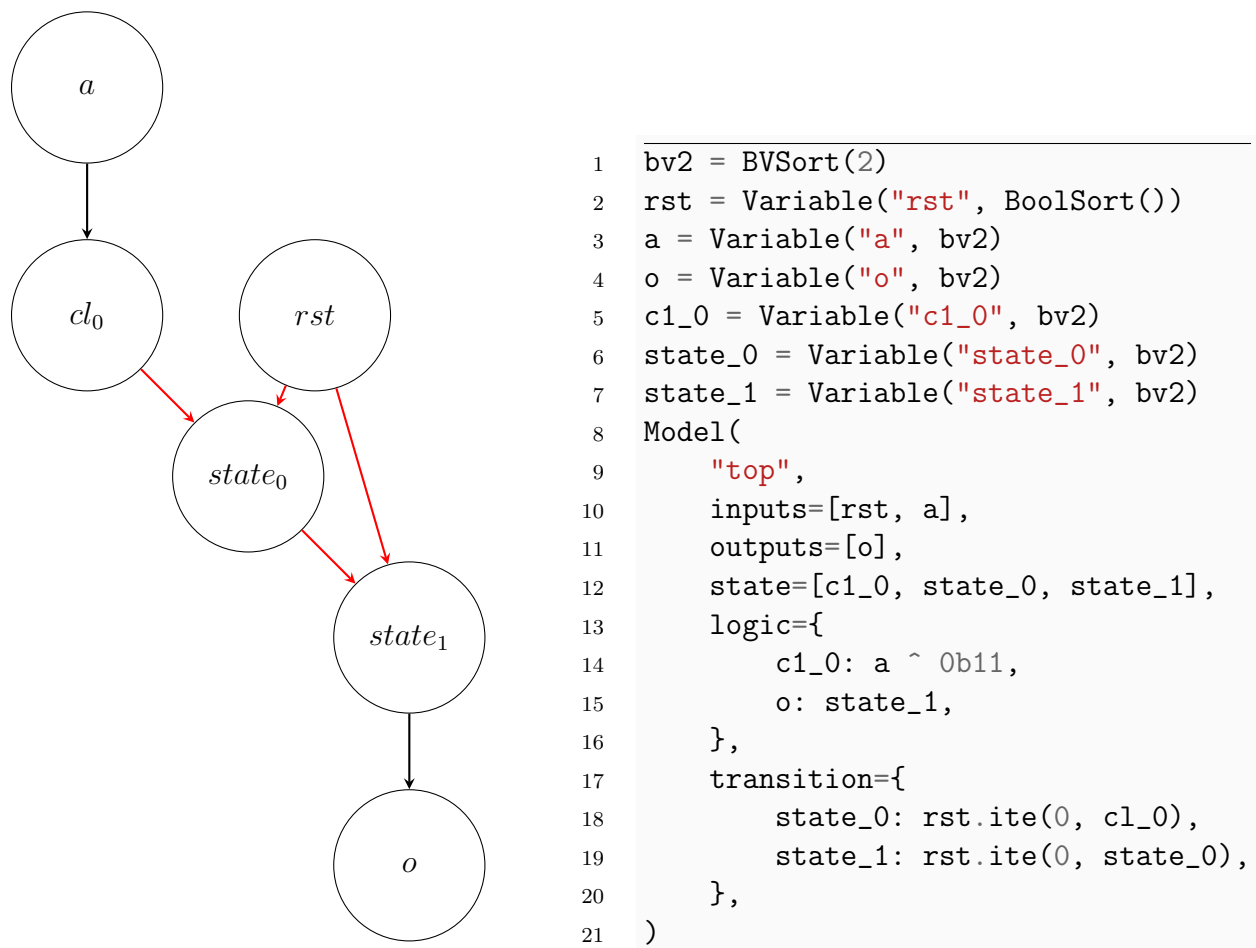 a
cl0
rst
state0
state1
o
1 bv2 = BVSort(2)
2 rst = Variable("rst", BoolSort())
3 a = Variable("a", bv2)
4 o = Variable("o", bv2)
5 c1_0 = Variable("c1_0", bv2)
6 state_0 = Variable("state_0", bv2)
7 state_1 = Variable("state_1", bv2)
8 Model(
9     "top",
10     inputs=[rst, a],
11     outputs=[o],
12     state=[c1_0, state_0, state_1],
13     logic={
14         c1_0: a ^ 0b11,
15         o: state_1,
16     },
17     transition={
18         state_0: rst.ite(0, cl_0),
19         state_1: rst.ite(0, state_0),
20     },
21 )